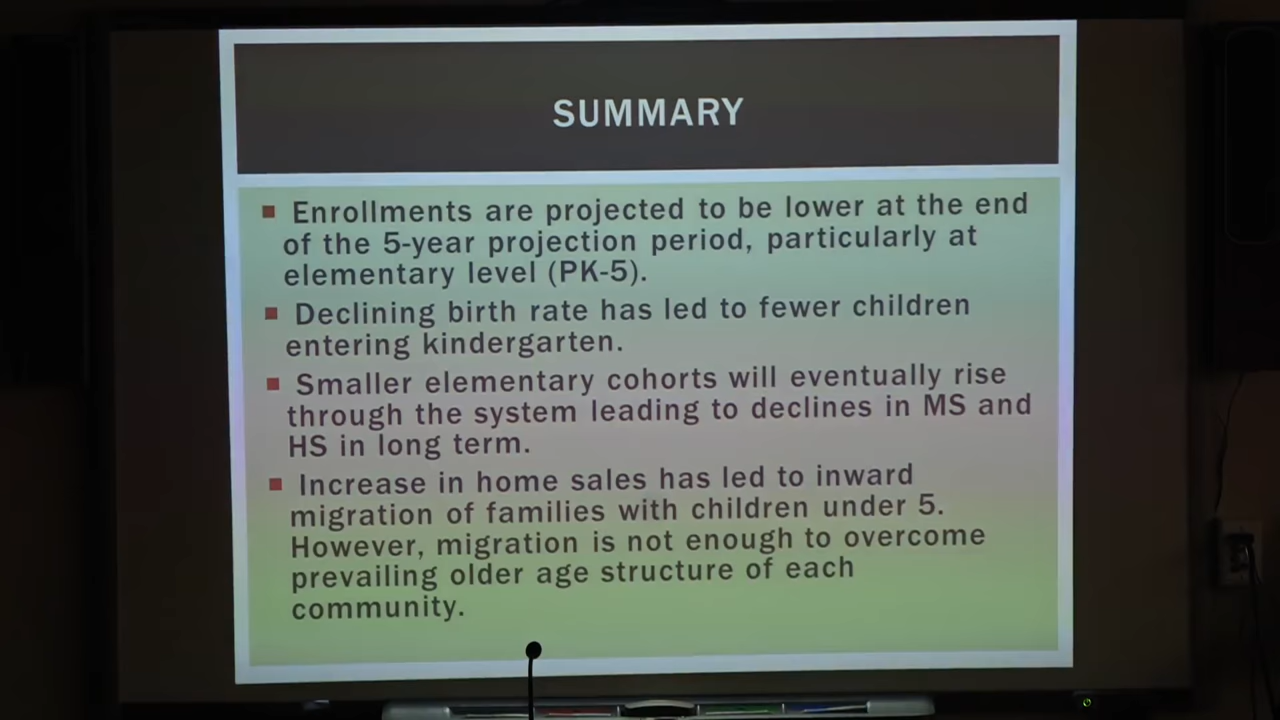 SUMMARY
Enrollments are projected to be lower at the end
of the 5-year projection period, particularly at
elementary level (PK-5).
Declining birth rate has led to fewer children
entering kindergarten.
Smaller elementary cohorts will eventually rise
through the system leading to declines in MS and
HS in long term.
Increase in home sales has led to inward
migration of families with children under 5.
However, migration is not enough to overcome
prevailing older age structure of each
community.